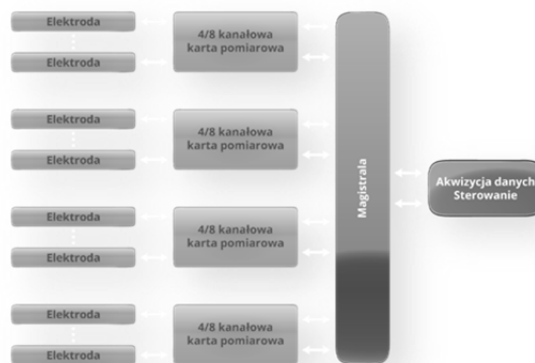 Elektroda
4/8 kanałowa
karta pomiarowa
Elektroda
Elektroda
4/8 kanałowa
karta pomiarowa
Elektroda
Magistrala
Akwizycja danych
Sterowanie
Elektroda
4/8 kanałowa
karta pomiarowa
Elektroda
Elektroda
4/8 kanałowa
karta pomiarowa
Elektroda